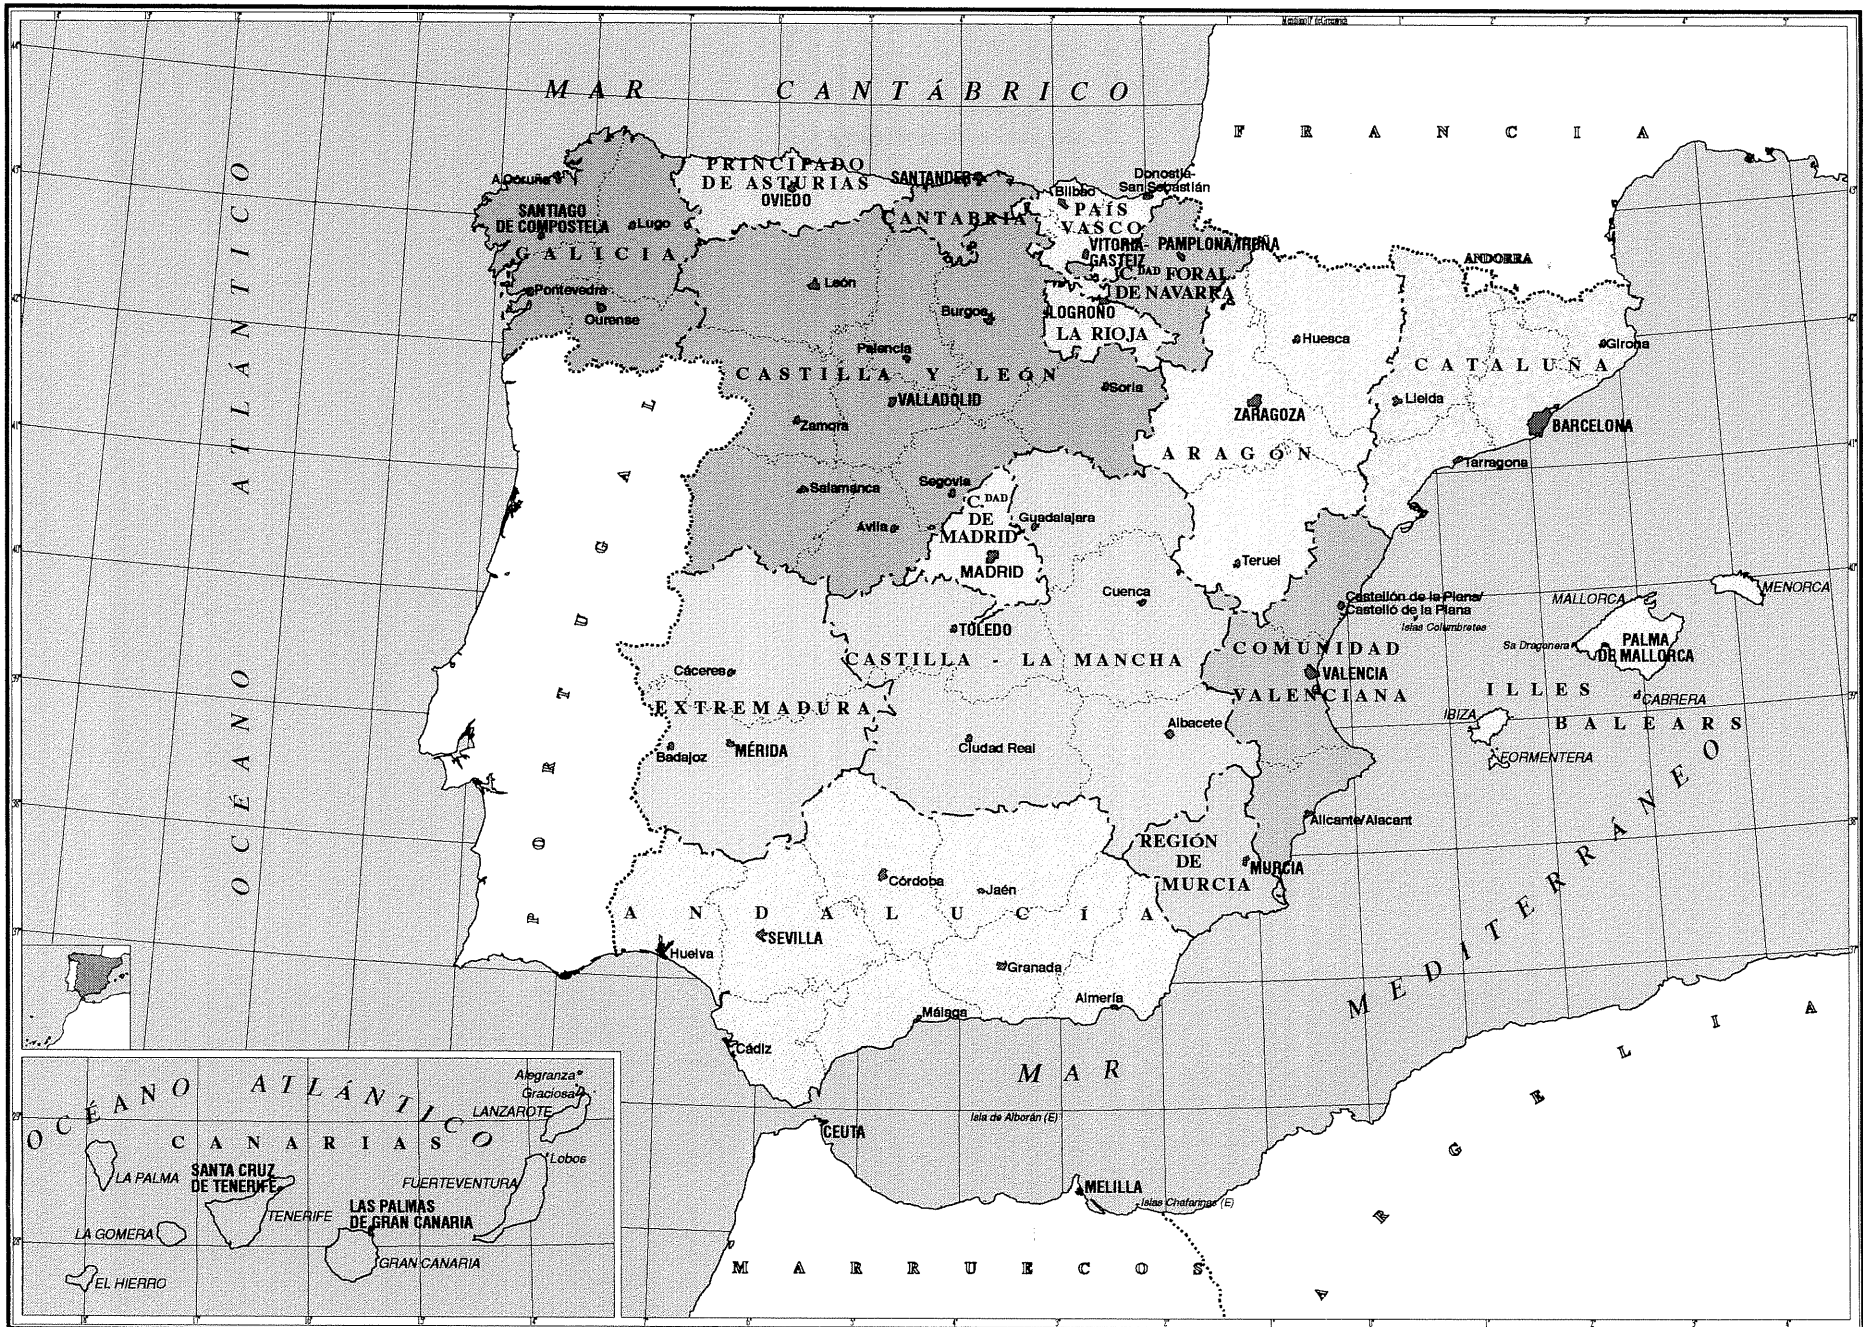 Meridiano 0° de Greenwich
MAR CANTÁBRICO
FRANCIA
OCÉANO ATLÁNTICO
PRINCIPADO
DE ASTURIAS
OVIEDO
SANTANDER
CANTABRIA
Bilbao
Donostia-
San Sebastián
PAÍS
VASCO
VITORIA-
GASTEIZ
PAMPLONA/IRUÑA
C.DAD FORAL
DE NAVARRA
A Coruña
SANTIAGO
DE COMPOSTELA
Lugo
GALICIA
Pontevedra
Ourense
León
Burgos
LOGROÑO
LA RIOJA
Palencia
CASTILLA Y LEÓN
VALLADOLID
Soria
Zamora
Salamanca
Segovia
Ávila
ANDORRA
Huesca
ZARAGOZA
ARAGÓN
Teruel
CATALUÑA
Girona
Lleida
BARCELONA
Tarragona
C.DAD
DE
MADRID
MADRID
Guadalajara
Cuenca
TOLEDO
CASTILLA - LA MANCHA
Ciudad Real
Albacete
Cáceres
EXTREMADURA
Badajoz
MÉRIDA
PORTUGAL
Castellón de la Plana/
Castelló de la Plana
Islas Columbretes
COMUNIDAD
VALENCIANA
VALENCIA
Alicante/Alacant
MALLORCA
MENORCA
Sa Dragonera
PALMA
DE MALLORCA
CABRERA
ILLES
BALEARS
IBIZA
FORMENTERA
REGIÓN
DE
MURCIA
MURCIA
ANDALUCÍA
Córdoba
Jaén
SEVILLA
Huelva
Granada
Almería
Málaga
Cádiz
MAR MEDITERRÁNEO
Isla de Alborán (E)
CEUTA
MELILLA
Islas Chafarinas (E)
MARRUECOS
ARGELIA
OCÉANO ATLÁNTICO
CANARIAS
Alegranza
Graciosa
LANZAROTE
Lobos
FUERTEVENTURA
LA PALMA
SANTA CRUZ
DE TENERIFE
TENERIFE
LAS PALMAS
DE GRAN CANARIA
GRAN CANARIA
LA GOMERA
EL HIERRO